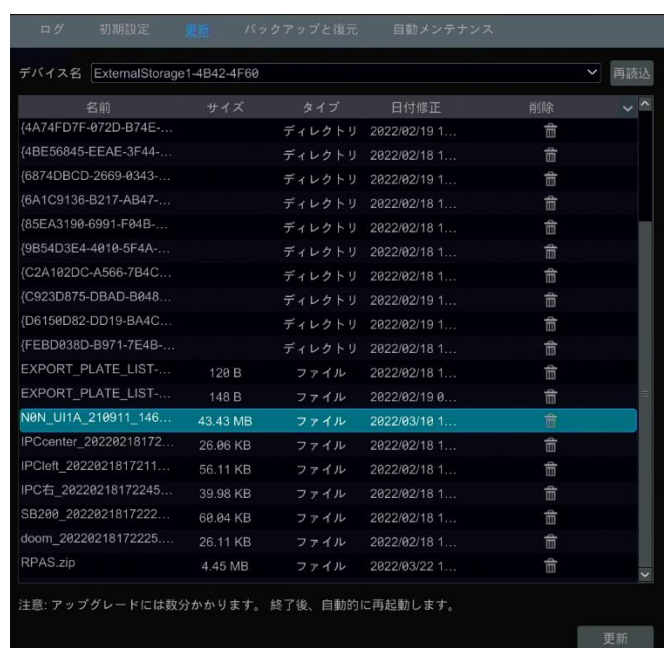 ログ 初期設定 更新 バックアップと復元 自動メンテナンス
デバイス名 ExternalStorage1-4B42-4F60 再読込
名前 サイズ タイプ 日付修正 削除
{4A74FD7F-072D-B74E-... ディレクトリ 2022/02/19 1...
{4BE56845-EEAE-3F44-... ディレクトリ 2022/02/18 1...
{6874DBCD-2669-0343-... ディレクトリ 2022/02/19 1...
{6A1C9136-B217-AB47-... ディレクトリ 2022/02/18 1...
{85EA3190-6991-F04B-... ディレクトリ 2022/02/18 1...
{9B54D3E4-4010-5F4A-... ディレクトリ 2022/02/18 1...
{C2A102DC-A566-7B4C... ディレクトリ 2022/02/18 1...
{C923D875-DBAD-B048... ディレクトリ 2022/02/19 1...
{D6150D82-DD19-BA4C... ディレクトリ 2022/02/19 1...
{FEBD038D-B971-7E4B-... ディレクトリ 2022/02/18 1...
EXPORT_PLATE_LIST-... 120 B ファイル 2022/02/18 1...
EXPORT_PLATE_LIST-... 148 B ファイル 2022/02/19 0...
N0N_UI1A_210911_146... 43.43 MB ファイル 2022/03/10 1...
IPCcenter_20220218172... 26.06 KB ファイル 2022/02/18 1...
IPCleft_2022021817211... 56.11 KB ファイル 2022/02/18 1...
IPC右_20220218172245... 39.98 KB ファイル 2022/02/18 1...
SB200_2022021817222... 60.04 KB ファイル 2022/02/18 1...
doom_20220218172225.... 26.11 KB ファイル 2022/02/18 1...
RPAS.zip 4.45 MB ファイル 2022/03/22 1...
注意: アップグレードには数分かかります。 終了後、自動的に再起動します。
更新